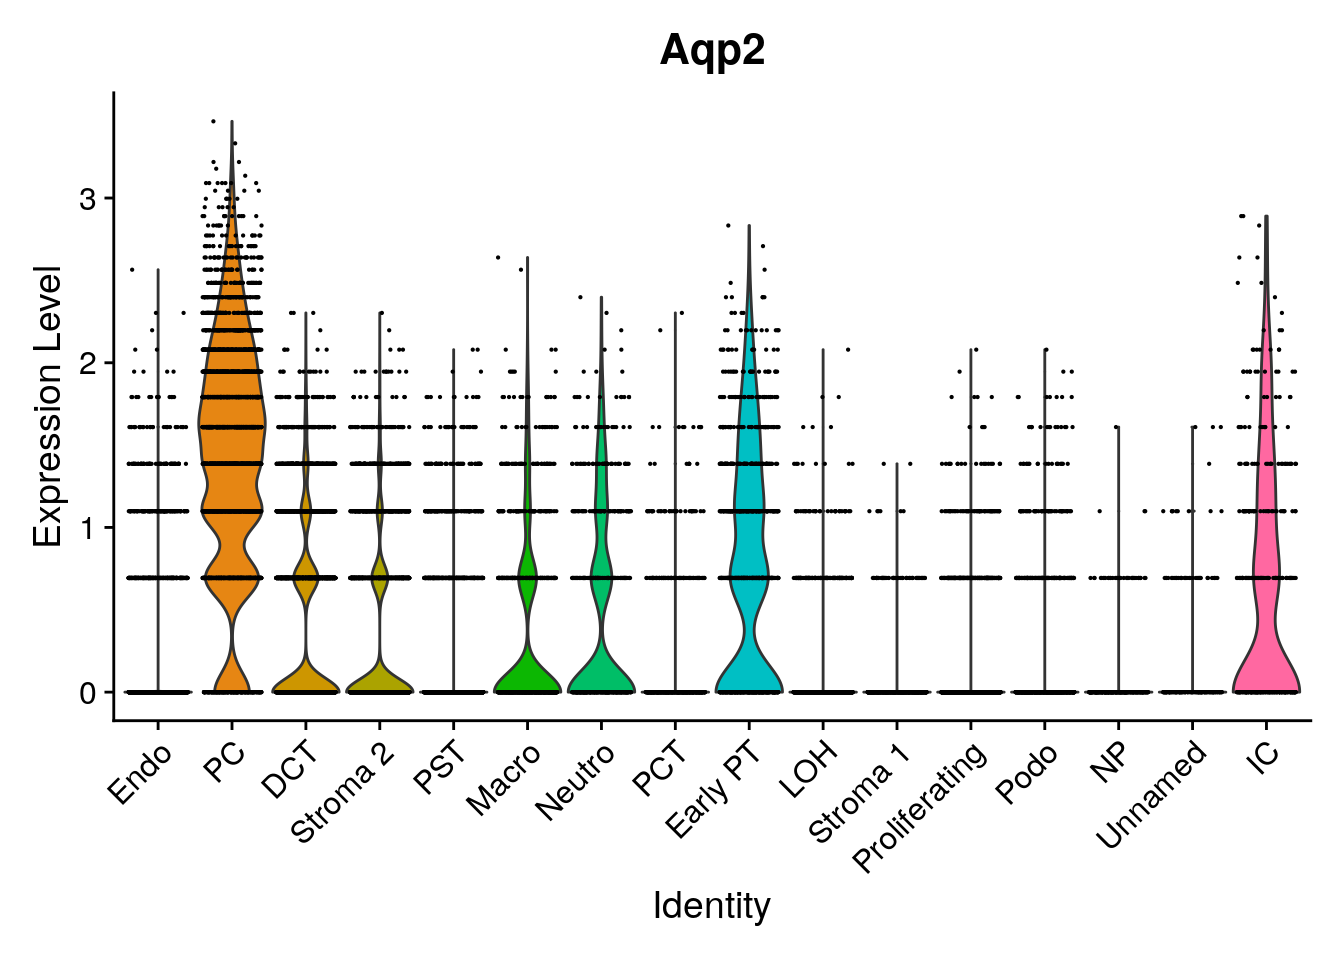 Aqp2
Expression Level
3
2
1
0
Endo
PC
DCT
Stroma 2
PST
Macro
Neutro
PCT
Early PT
LOH
Stroma 1
Proliferating
Podo
NP
Unnamed
IC
Identity